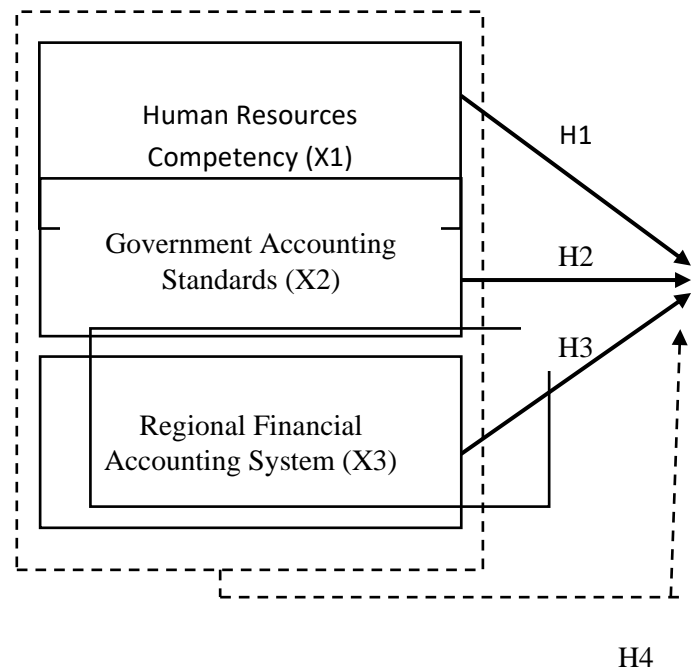 Human Resources
Competency (X1)
H1
Government Accounting
Standards (X2)
H2
H3
Regional Financial
Accounting System (X3)
H4